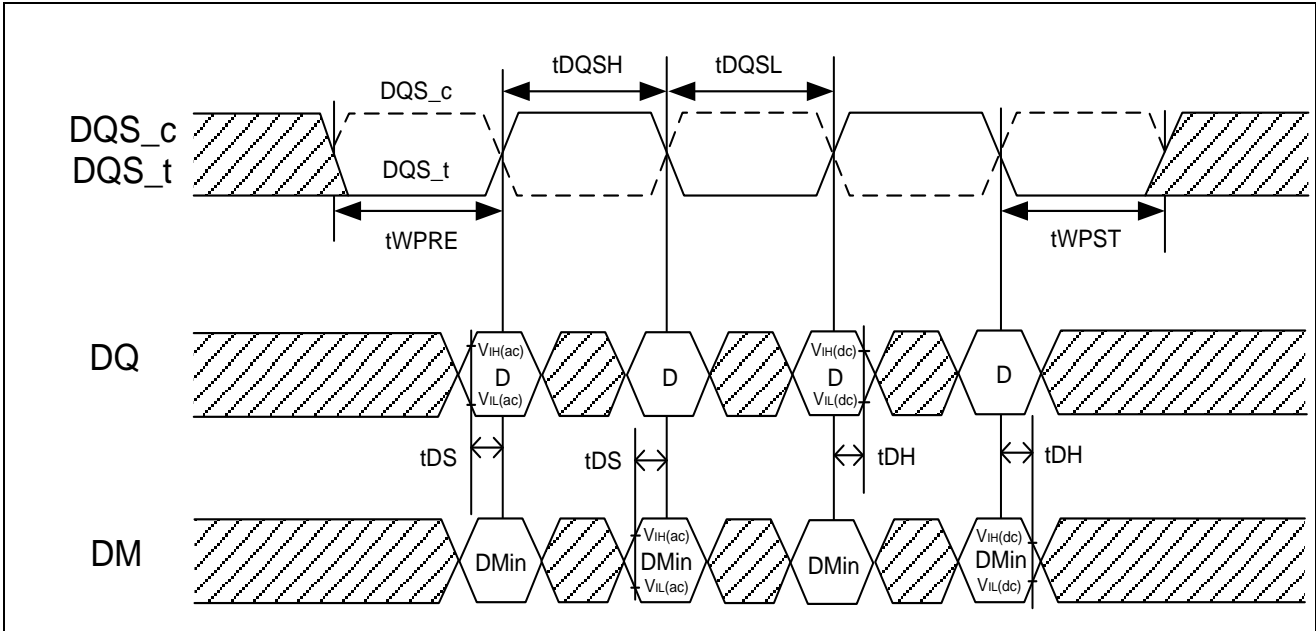 tDQSH
tDQSL
DQS_c
DQS_c
DQS_t
DQS_t
tWPRE
tWPST
DQ
VIH(ac)
D
VIL(ac)
D
VIH(dc)
D
VIL(dc)
D
tDS
tDS
tDH
tDH
DM
DMin
VIH(ac)
DMin
VIL(ac)
DMin
VIH(dc)
DMin
VIL(dc)